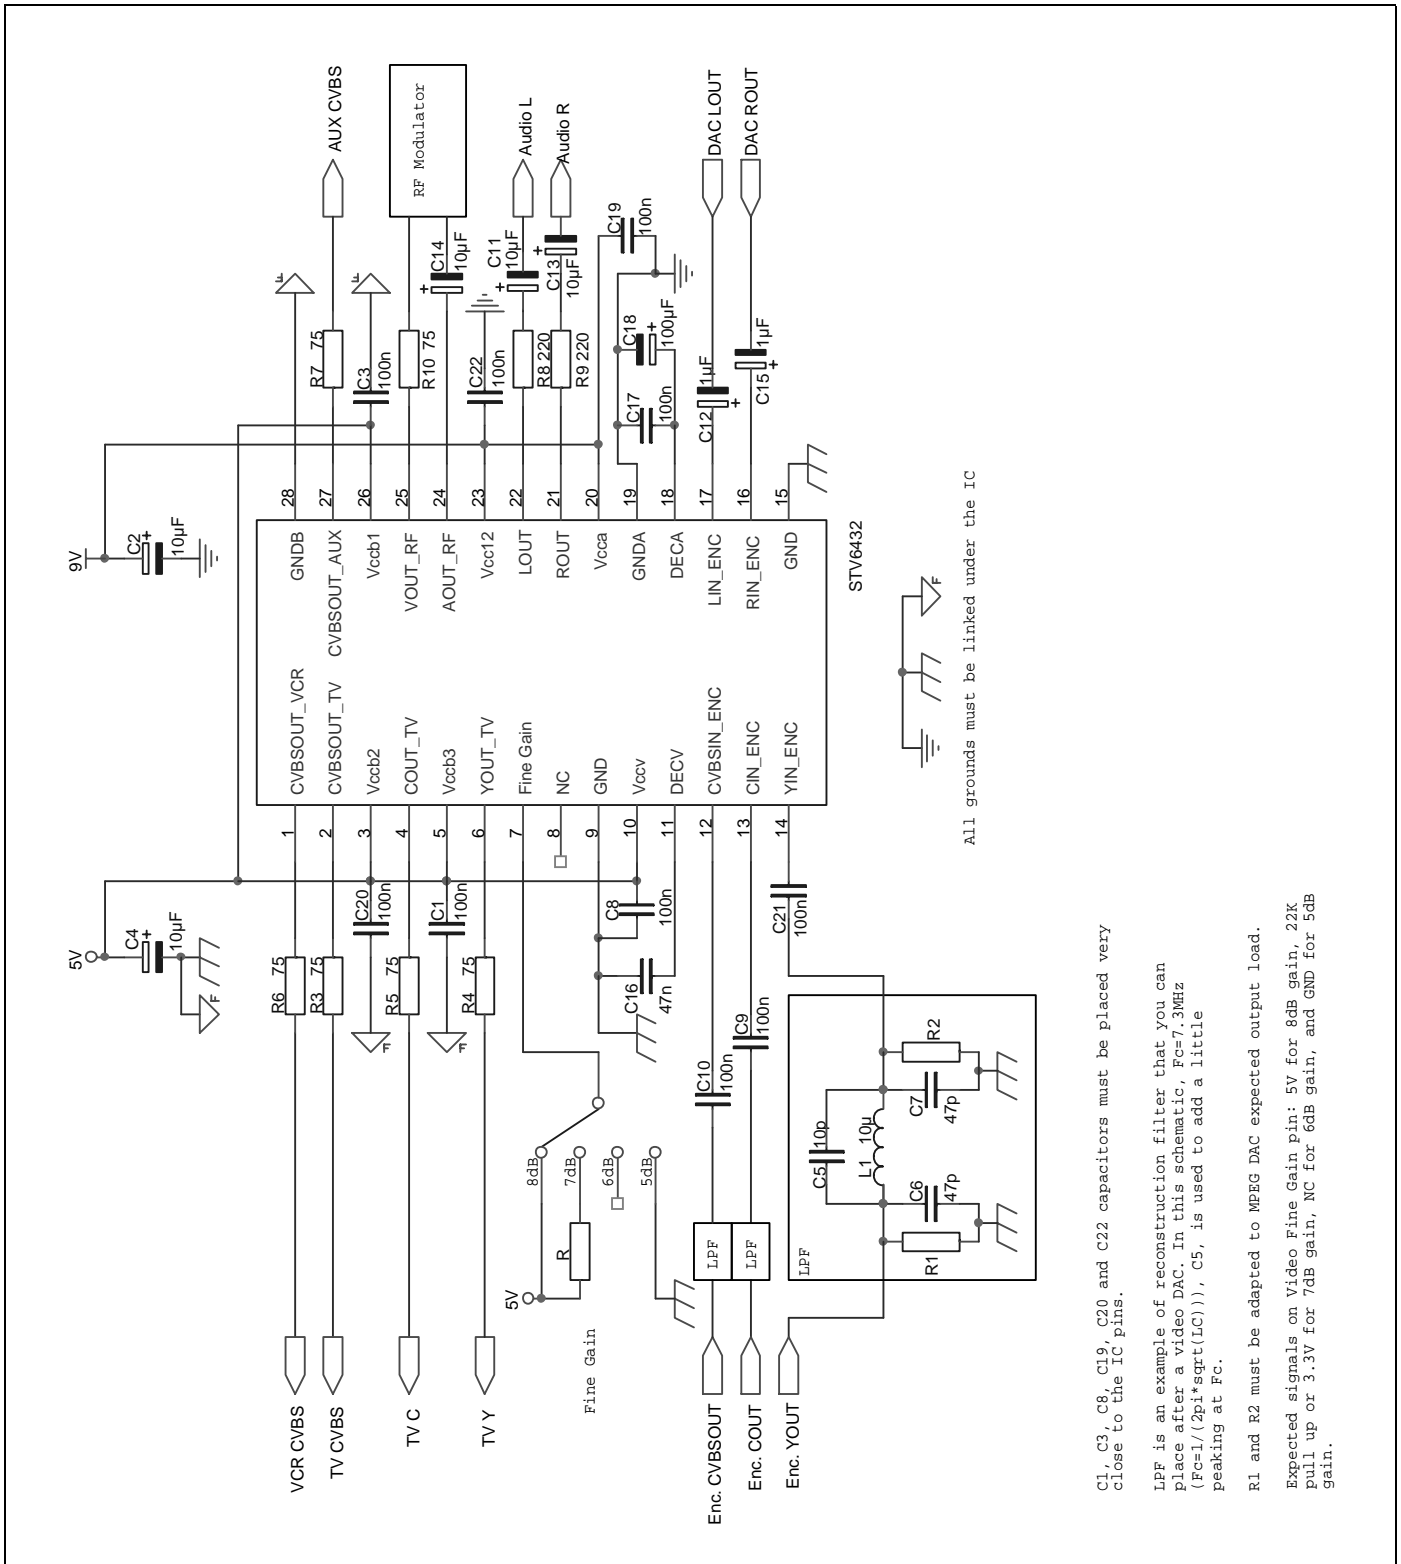 9V
C2
+
10µF
5V
C4
+
10µF
F
VCR CVBS
R6 75
1
CVBSOUT_VCR
GNDB
28
F
TV CVBS
R3 75
2
CVBSOUT_TV
CVBSOUT_AUX
27
R7 75
AUX CVBS
F
C20
100n
3
Vccb2
Vccb1
26
C3
100n
F
TV C
R5 75
4
COUT_TV
VOUT_RF
25
R10 75
RF Modulator
F
C1
100n
5
Vccb3
AOUT_RF
24
+
C14
10µF
TV Y
R4 75
6
YOUT_TV
Vcc12
23
C22
100n
7
Fine Gain
LOUT
22
R8 220
+
C11
10µF
Audio L
8
NC
ROUT
21
R9 220
+
C13
10µF
Audio R
9
GND
Vcca
20
C19
100n
10
Vccv
GNDA
19
C8
100n
C16
47n
11
DECV
DECA
18
C17
100n
C18
+
100µF
12
CVBSIN_ENC
LIN_ENC
17
C12
+
1µF
DAC LOUT
13
CIN_ENC
RIN_ENC
16
C15
+
1µF
DAC ROUT
14
YIN_ENC
GND
15
STV6432
Fine Gain
5V
R
8dB
7dB
6dB
5dB
Enc. CVBSOUT
LPF
C10
100n
Enc. COUT
LPF
C9
100n
Enc. YOUT
C21
100n
LPF
C5 10p
L1 10µ
R1
C6
47p
C7
47p
R2
F
All grounds must be linked under the IC
C1, C3, C8, C19, C20 and C22 capacitors must be placed very
close to the IC pins.
LPF is an example of reconstruction filter that you can
place after a video DAC. In this schematic, Fc=7.3MHz
(Fc=1/(2pi*sqrt(LC))), C5, is used to add a little
peaking at Fc.
R1 and R2 must be adapted to MPEG DAC expected output load.
Expected signals on Video Fine Gain pin: 5V for 8dB gain, 22K
pull up or 3.3V for 7dB gain, NC for 6dB gain, and GND for 5dB
gain.